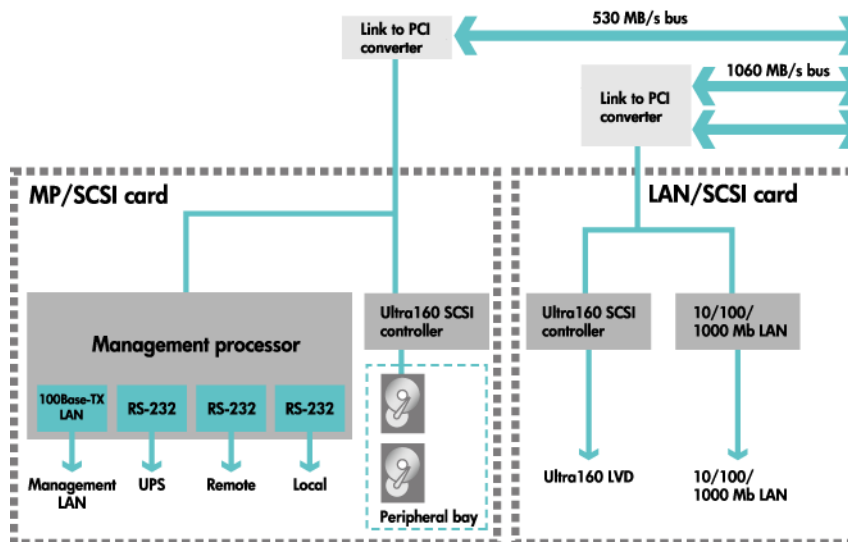 530 MB/s bus
Link to PCI
converter
1060 MB/s bus
Link to PCI
converter
MP/SCSI card
LAN/SCSI card
Management processor
100Base-TX
LAN
RS-232
RS-232
RS-232
Management
LAN
UPS
Remote
Local
Ultra160 SCSI
controller
Peripheral bay
Ultra160 SCSI
controller
10/100/
1000 Mb LAN
Ultra160 LVD
10/100/
1000 Mb LAN